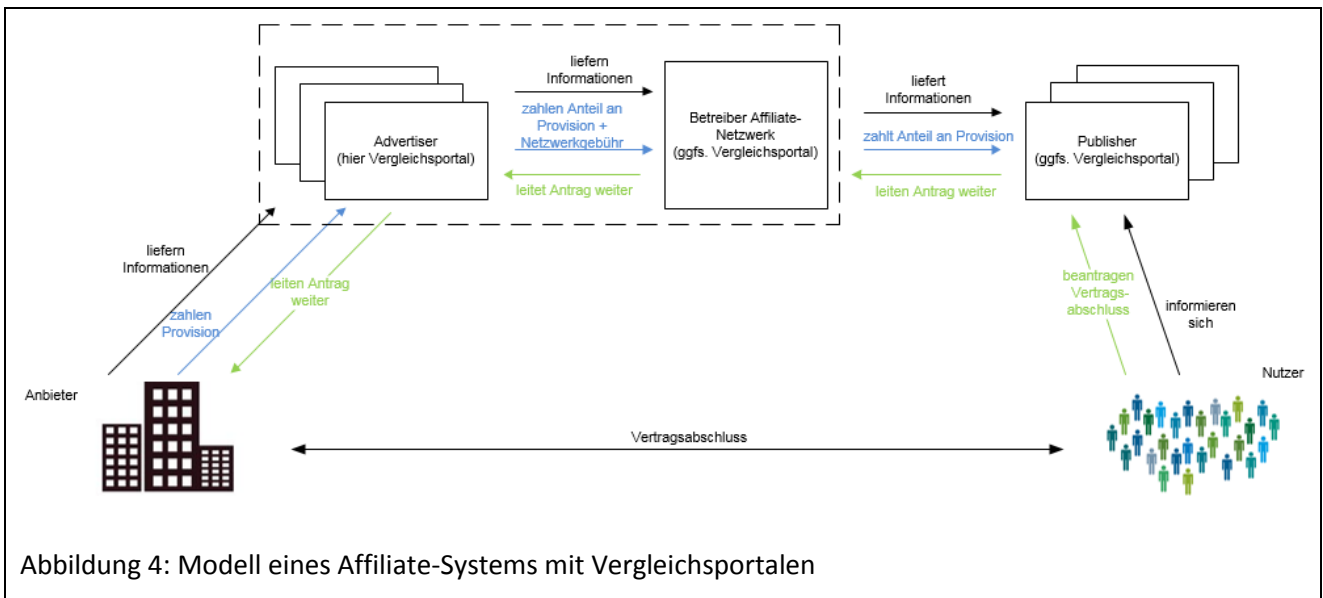 liefern
Informationen
zahlen Anteil an
Provision +
Netzwerkgebühr
leitet Antrag weiter
Advertiser
(hier Vergleichsportal)
Betreiber Affiliate-
Netzwerk
(ggfs. Vergleichsportal)
liefert
Informationen
zahlt Anteil an Provision
leiten Antrag weiter
Publisher
(ggfs. Vergleichsportal)
liefern
Informationen
zahlen
Provision
leiten Antrag
weiter
beantragen
Vertrags-
abschluss
informieren
sich
Anbieter
Nutzer
Vertragsabschluss
Abbildung 4: Modell eines Affiliate-Systems mit Vergleichsportalen